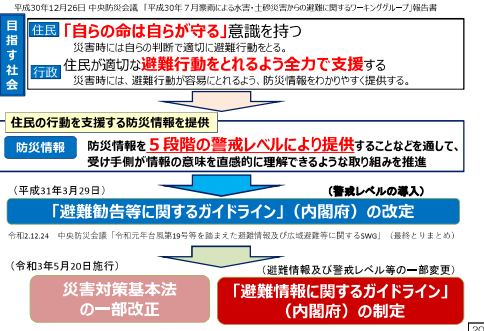 平成30年12月26日 中央防災会議「平成30年７月豪雨による水害・土砂災害からの避難に関するワーキンググループ」報告書
目指す社会
住民 「自らの命は自らが守る」意識を持つ
災害時には自らの判断で適切に避難行動をとる。
行政 住民が適切な避難行動をとれるよう全力で支援する
災害時には、避難行動が容易にとれるよう、防災情報をわかりやすく提供する。
住民の行動を支援する防災情報を提供
防災情報 防災情報を５段階の警戒レベルにより提供することなどを通して、
受け手側が情報の意味を直感的に理解できるような取り組みを推進
（平成31年3月29日） （警戒レベルの導入）
「避難勧告等に関するガイドライン」（内閣府）の改定
令和2.12.24 中央防災会議「令和元年台風第19号等を踏まえた避難情報及び広域避難等に関するSWG」（最終とりまとめ）
（令和3年5月20日施行） （避難情報及び警戒レベル等の一部変更）
災害対策基本法
の一部改正
「避難情報に関するガイドライン」
（内閣府）の制定
20